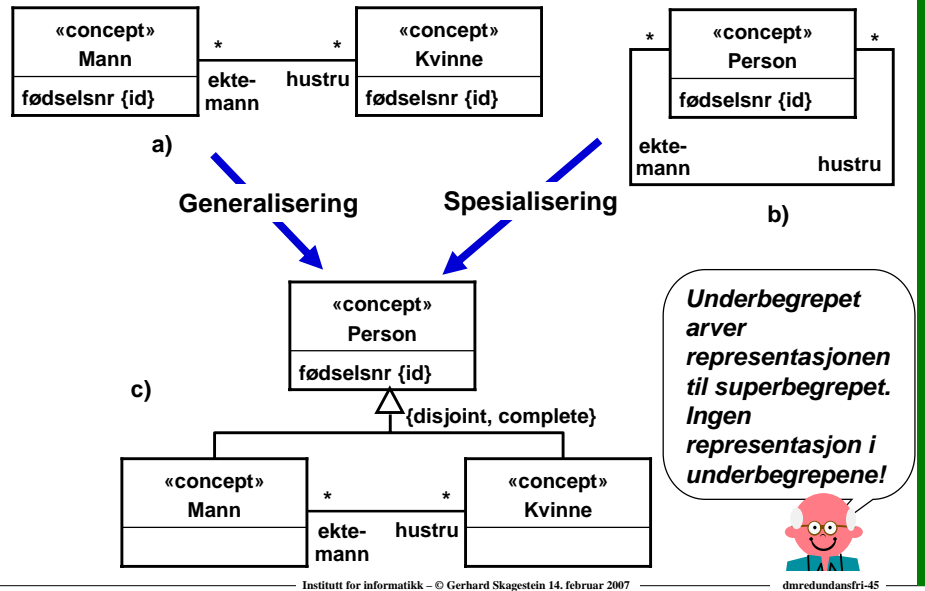 «concept»
Mann
fødselsnr {id}
*
*
ekte-
mann
hustru
«concept»
Kvinne
fødselsnr {id}
a)
*
«concept»
Person
fødselsnr {id}
*
ekte-
mann
hustru
b)
Generalisering
Spesialisering
«concept»
Person
fødselsnr {id}
c)
{disjoint, complete}
«concept»
Mann
*
*
ekte-
mann
hustru
«concept»
Kvinne
Underbegrepet
arver
representasjonen
til superbegrepet.
Ingen
representasjon i
underbegrepene!
Institutt for informatikk – © Gerhard Skagestein 14. februar 2007
dmredundansfri-45